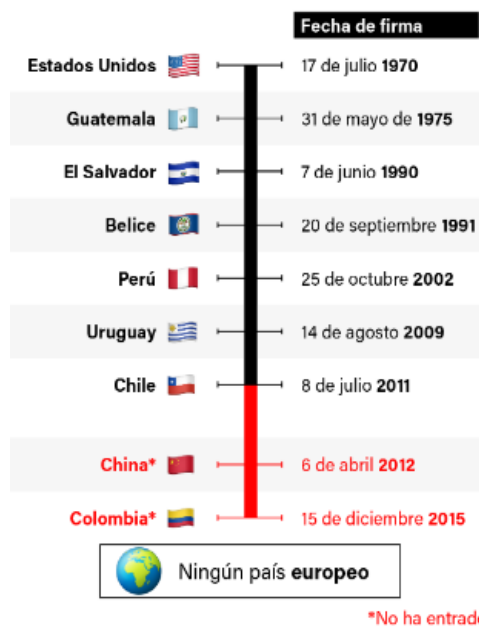 Fecha de firma
Estados Unidos 17 de julio 1970
Guatemala 31 de mayo de 1975
El Salvador 7 de junio 1990
Belice 20 de septiembre 1991
Perú 25 de octubre 2002
Uruguay 14 de agosto 2009
Chile 8 de julio 2011
China* 6 de abril 2012
Colombia* 15 de diciembre 2015
Ningún país europeo
*No ha entrado